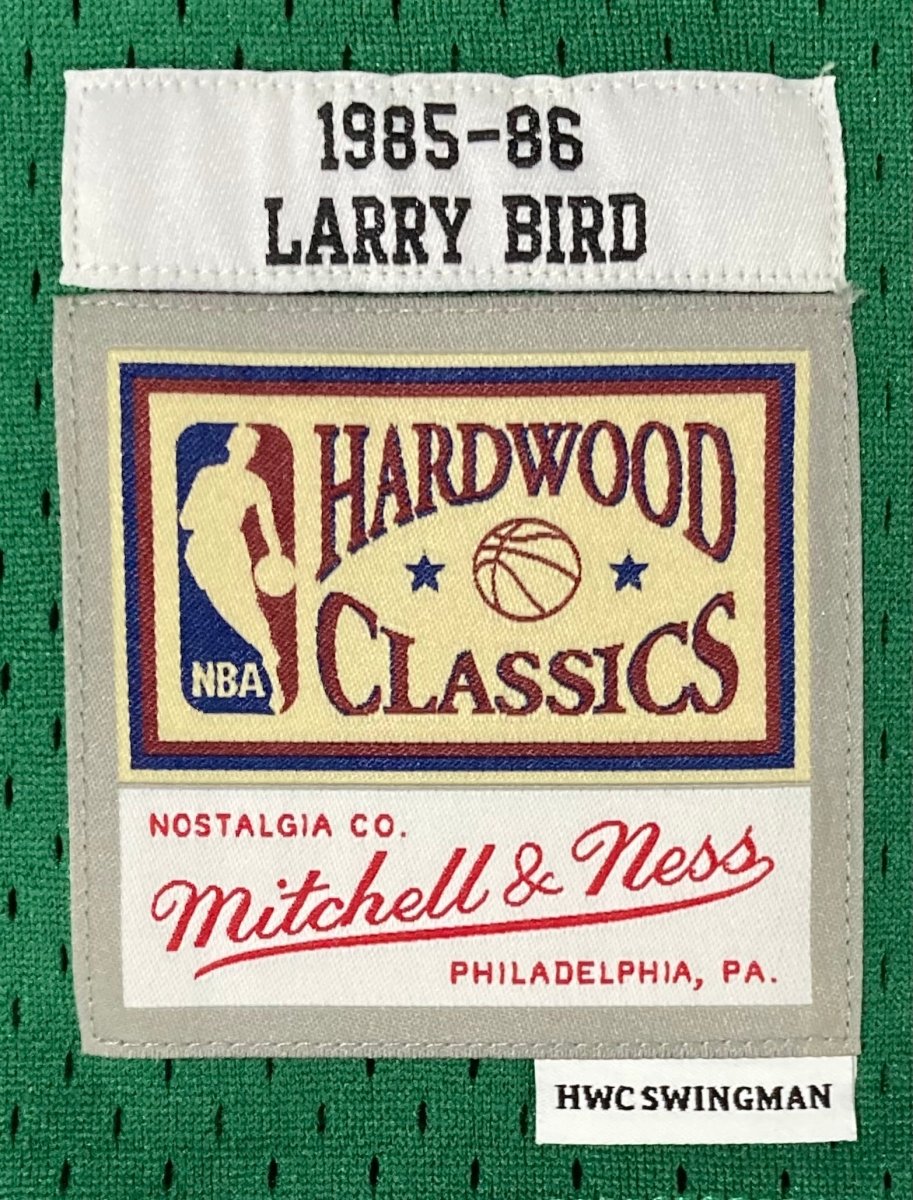 1985-86
LARRY BIRD
HARDWOOD
CLASSICS
NBA
NOSTALGIA CO.
Mitchell & Ness
PHILADELPHIA, PA.
HWC SWINGMAN